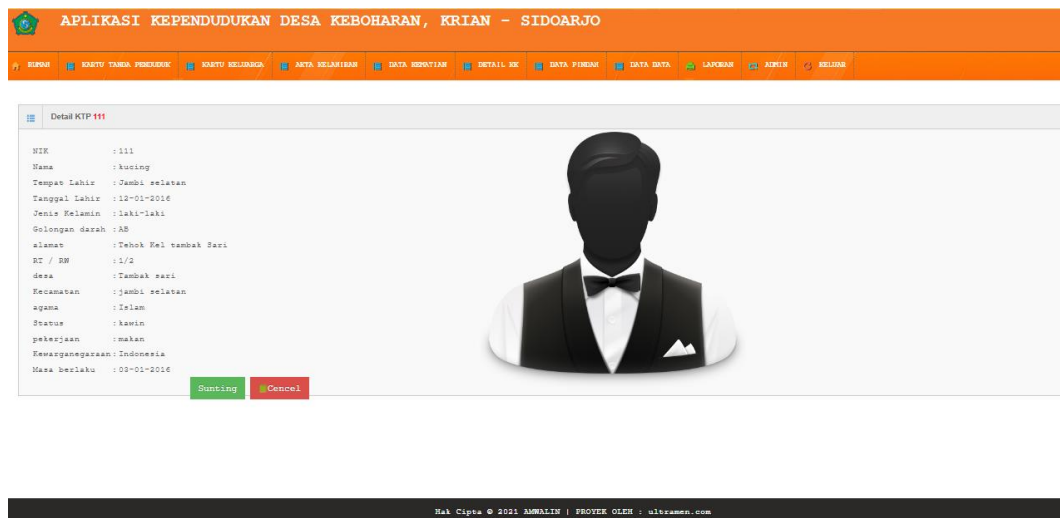 APLIKASI KEPENDUDUKAN DESA KEBOHARAN, KRIAN - SIDOARJO
RUMAH KARTU TANDA PENDUDUK KARTU KELUARGA AKTA KELAHIRAN DATA KEMATIAN DETAIL KK DATA PINDAH DATA DATA LAPORAN ADMIN KELUAR
Detail KTP 111
NIK : 111
Nama : kucing
Tempat Lahir : Jambi selatan
Tanggal Lahir : 12-01-2016
Jenis Kelamin : laki-laki
Golongan darah : AB
alamat : Tehok Kel tambak Sari
RT / RW : 1/2
desa : Tambak sari
Kecamatan : jambi selatan
agama : Islam
Status : kawin
pekerjaan : makan
Kewarganegaraan : Indonesia
Masa berlaku : 03-01-2016
Sunting Cencel
Hak Cipta © 2021 AMWALIN | PROYEK OLEH : ultramen.com